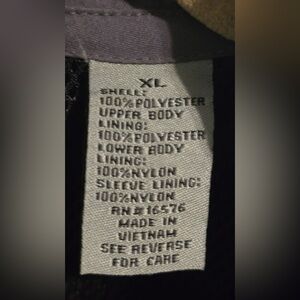 XL
SHELL:
100%POLYESTER
UPPER BODY
LINING:
100%POLYESTER
LOWER BODY
LINING:
100%NYLON
SLEEVE LINING:
100%NYLON
RN#16576
MADE IN
VIETNAM
SEE REVERSE
FOR CARE